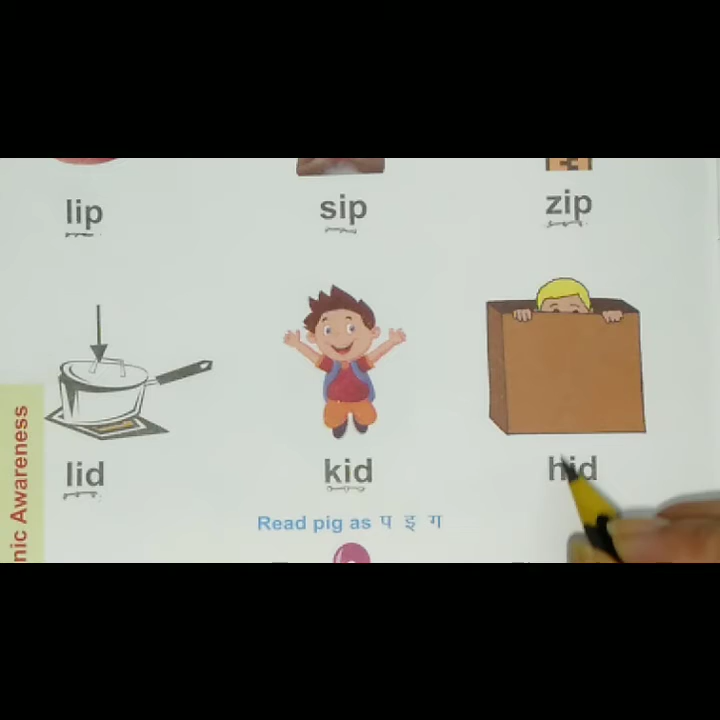 lip sip zip
lid kid hid
Read pig as प इ ग
nic Awareness